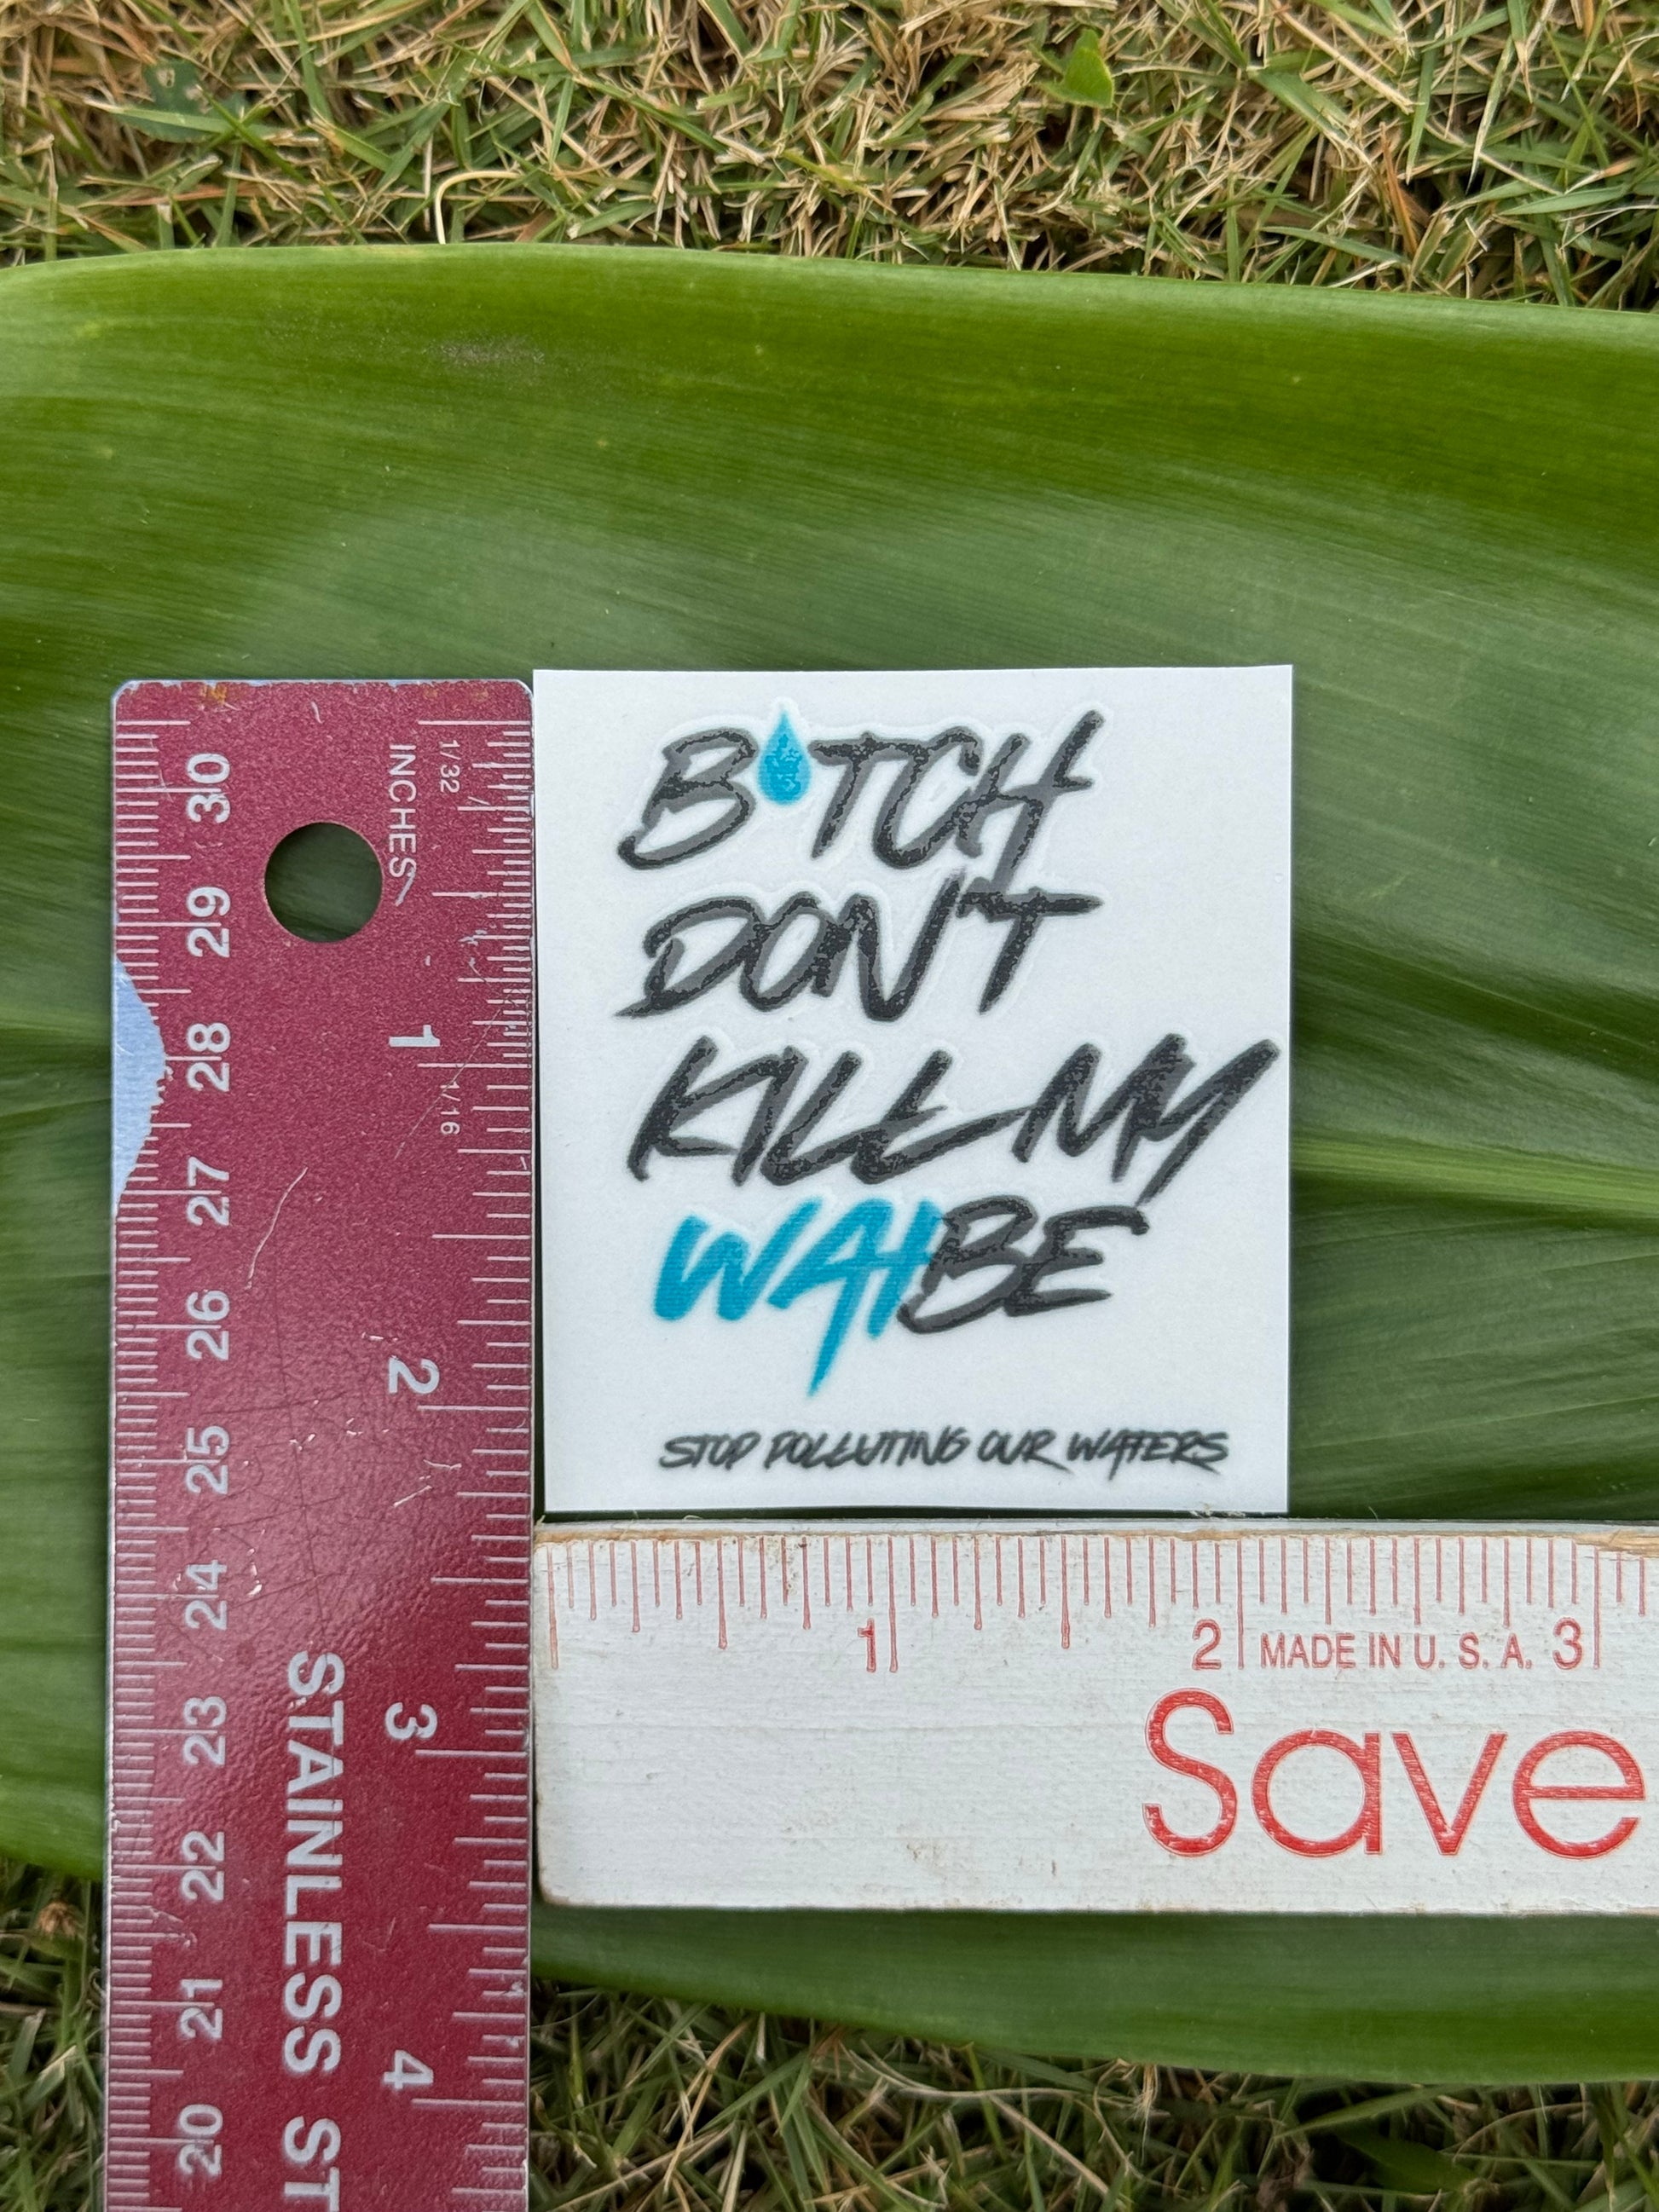 B💧TCH
DON'T
KILL MY
WAIBE
STOP POLLUTING OUR WATERS
INCHES
1/32
1/16
1
2
3
4
30
29
28
27
26
25
24
23
22
21
20
STAINLESS ST
1 2 MADE IN U. S. A. 3
Save